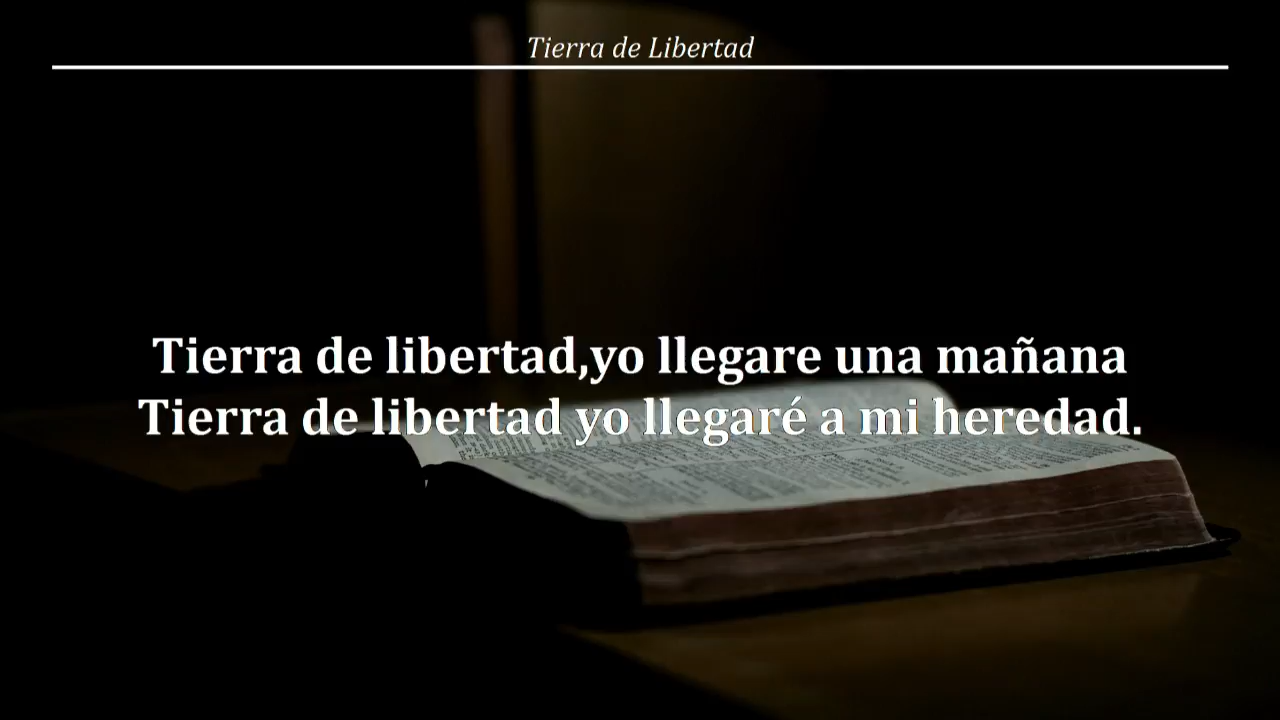 Tierra de Libertad
Tierra de libertad,yo llegare una mañana
Tierra de libertad yo llegaré a mi heredad.